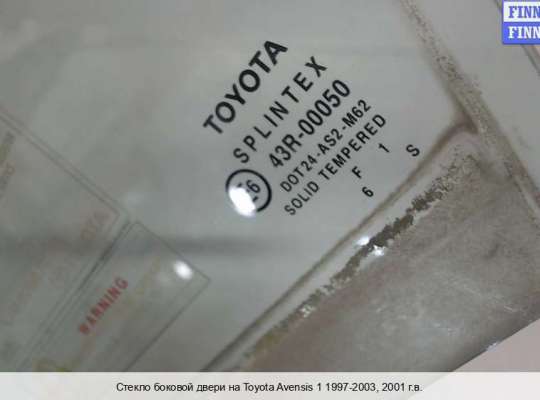 FINN
FINN
TOYOTA
SPLINTEX
43R-00050
E6
DOT24-AS2-M62
SOLID TEMPERED
F 1 S
6
WARNING
Стекло боковой двери на Toyota Avensis 1 1997-2003, 2001 г.в.